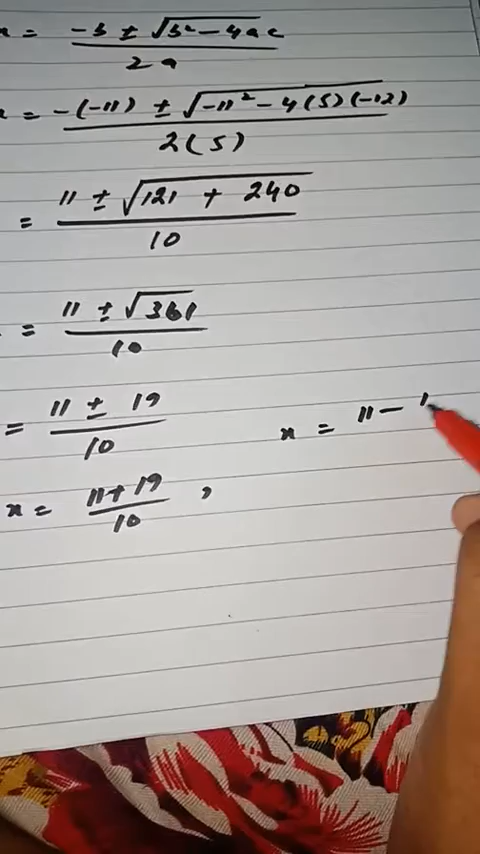 x = -b ± √b² - 4ac / 2a
x = -(-11) ± √-11² - 4(5)(-12) / 2(5)
= 11 ± √121 + 240 / 10
= 11 ± √361 / 10
= 11 ± 19 / 10
x = 11 -
x = 11+19 / 10 ,